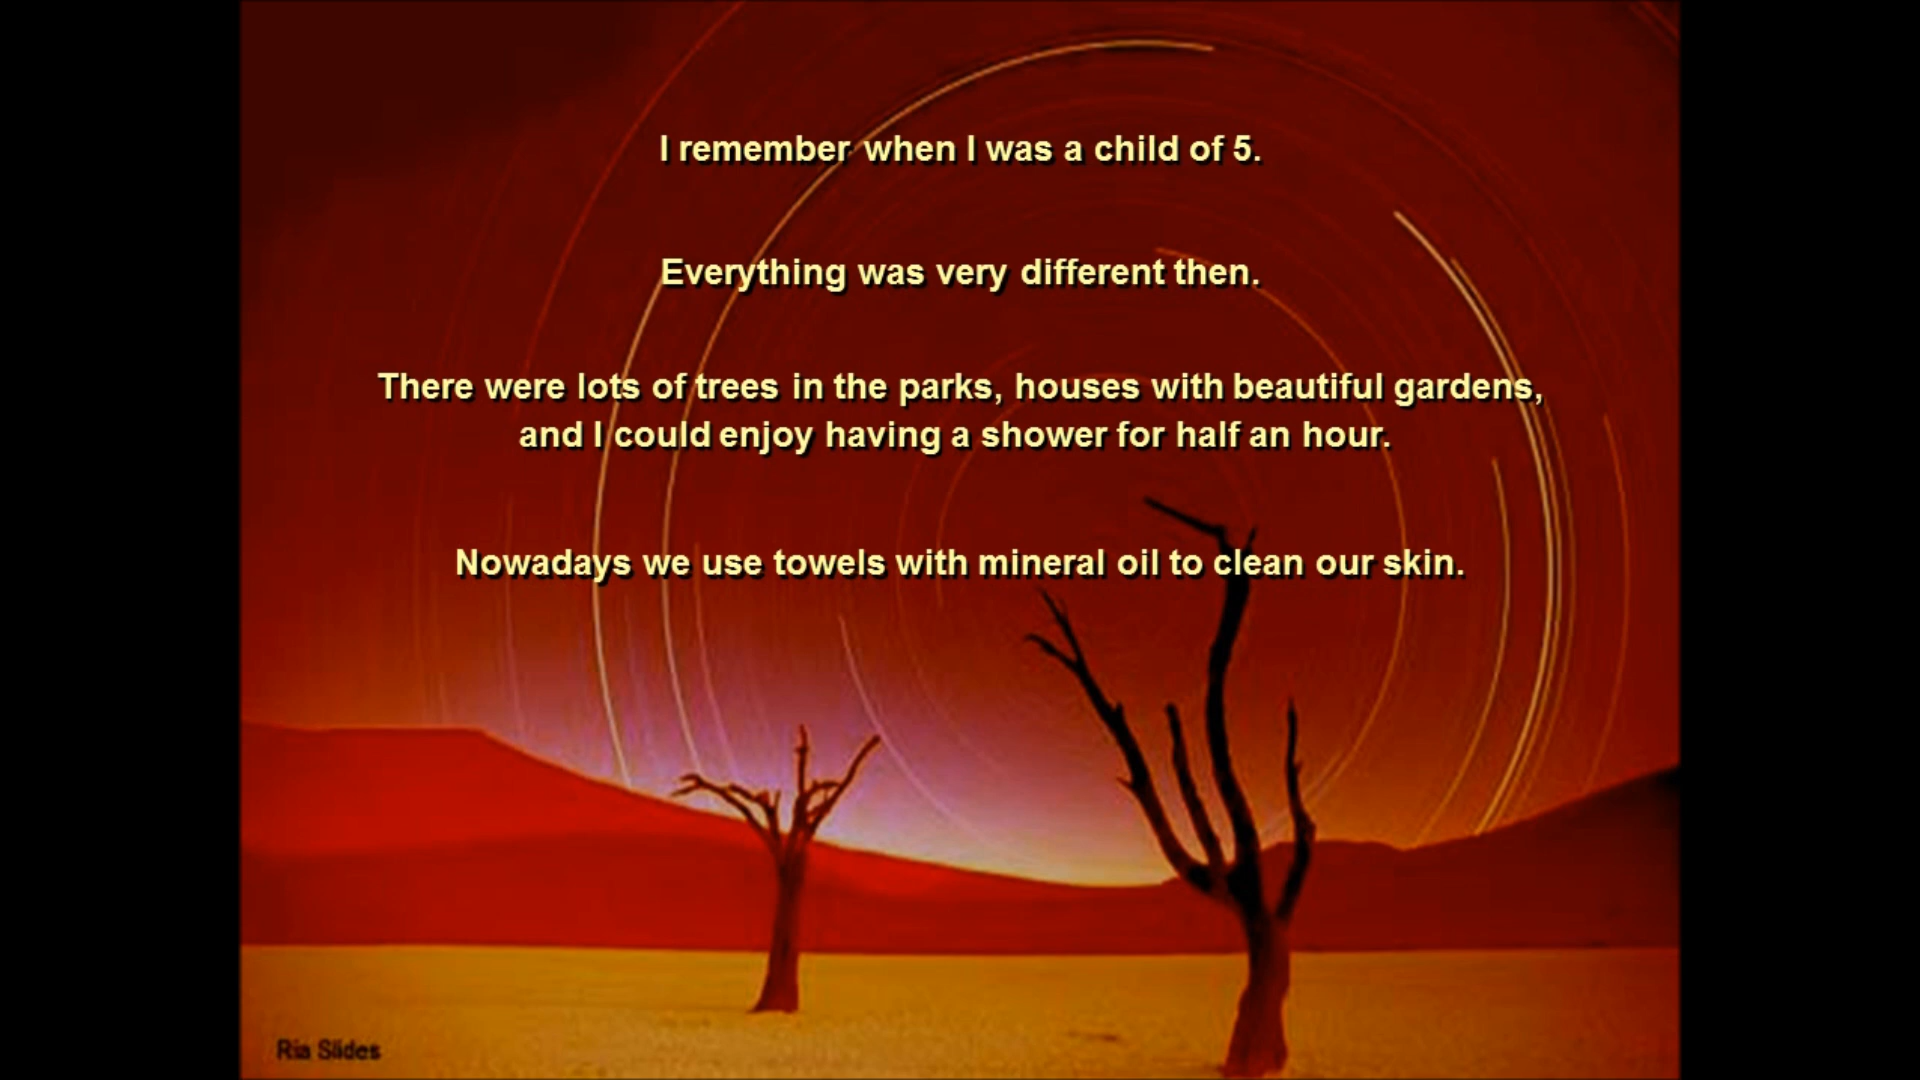 I remember when I was a child of 5.
Everything was very different then.
There were lots of trees in the parks, houses with beautiful gardens,
and I could enjoy having a shower for half an hour.
Nowadays we use towels with mineral oil to clean our skin.
Ria Slides